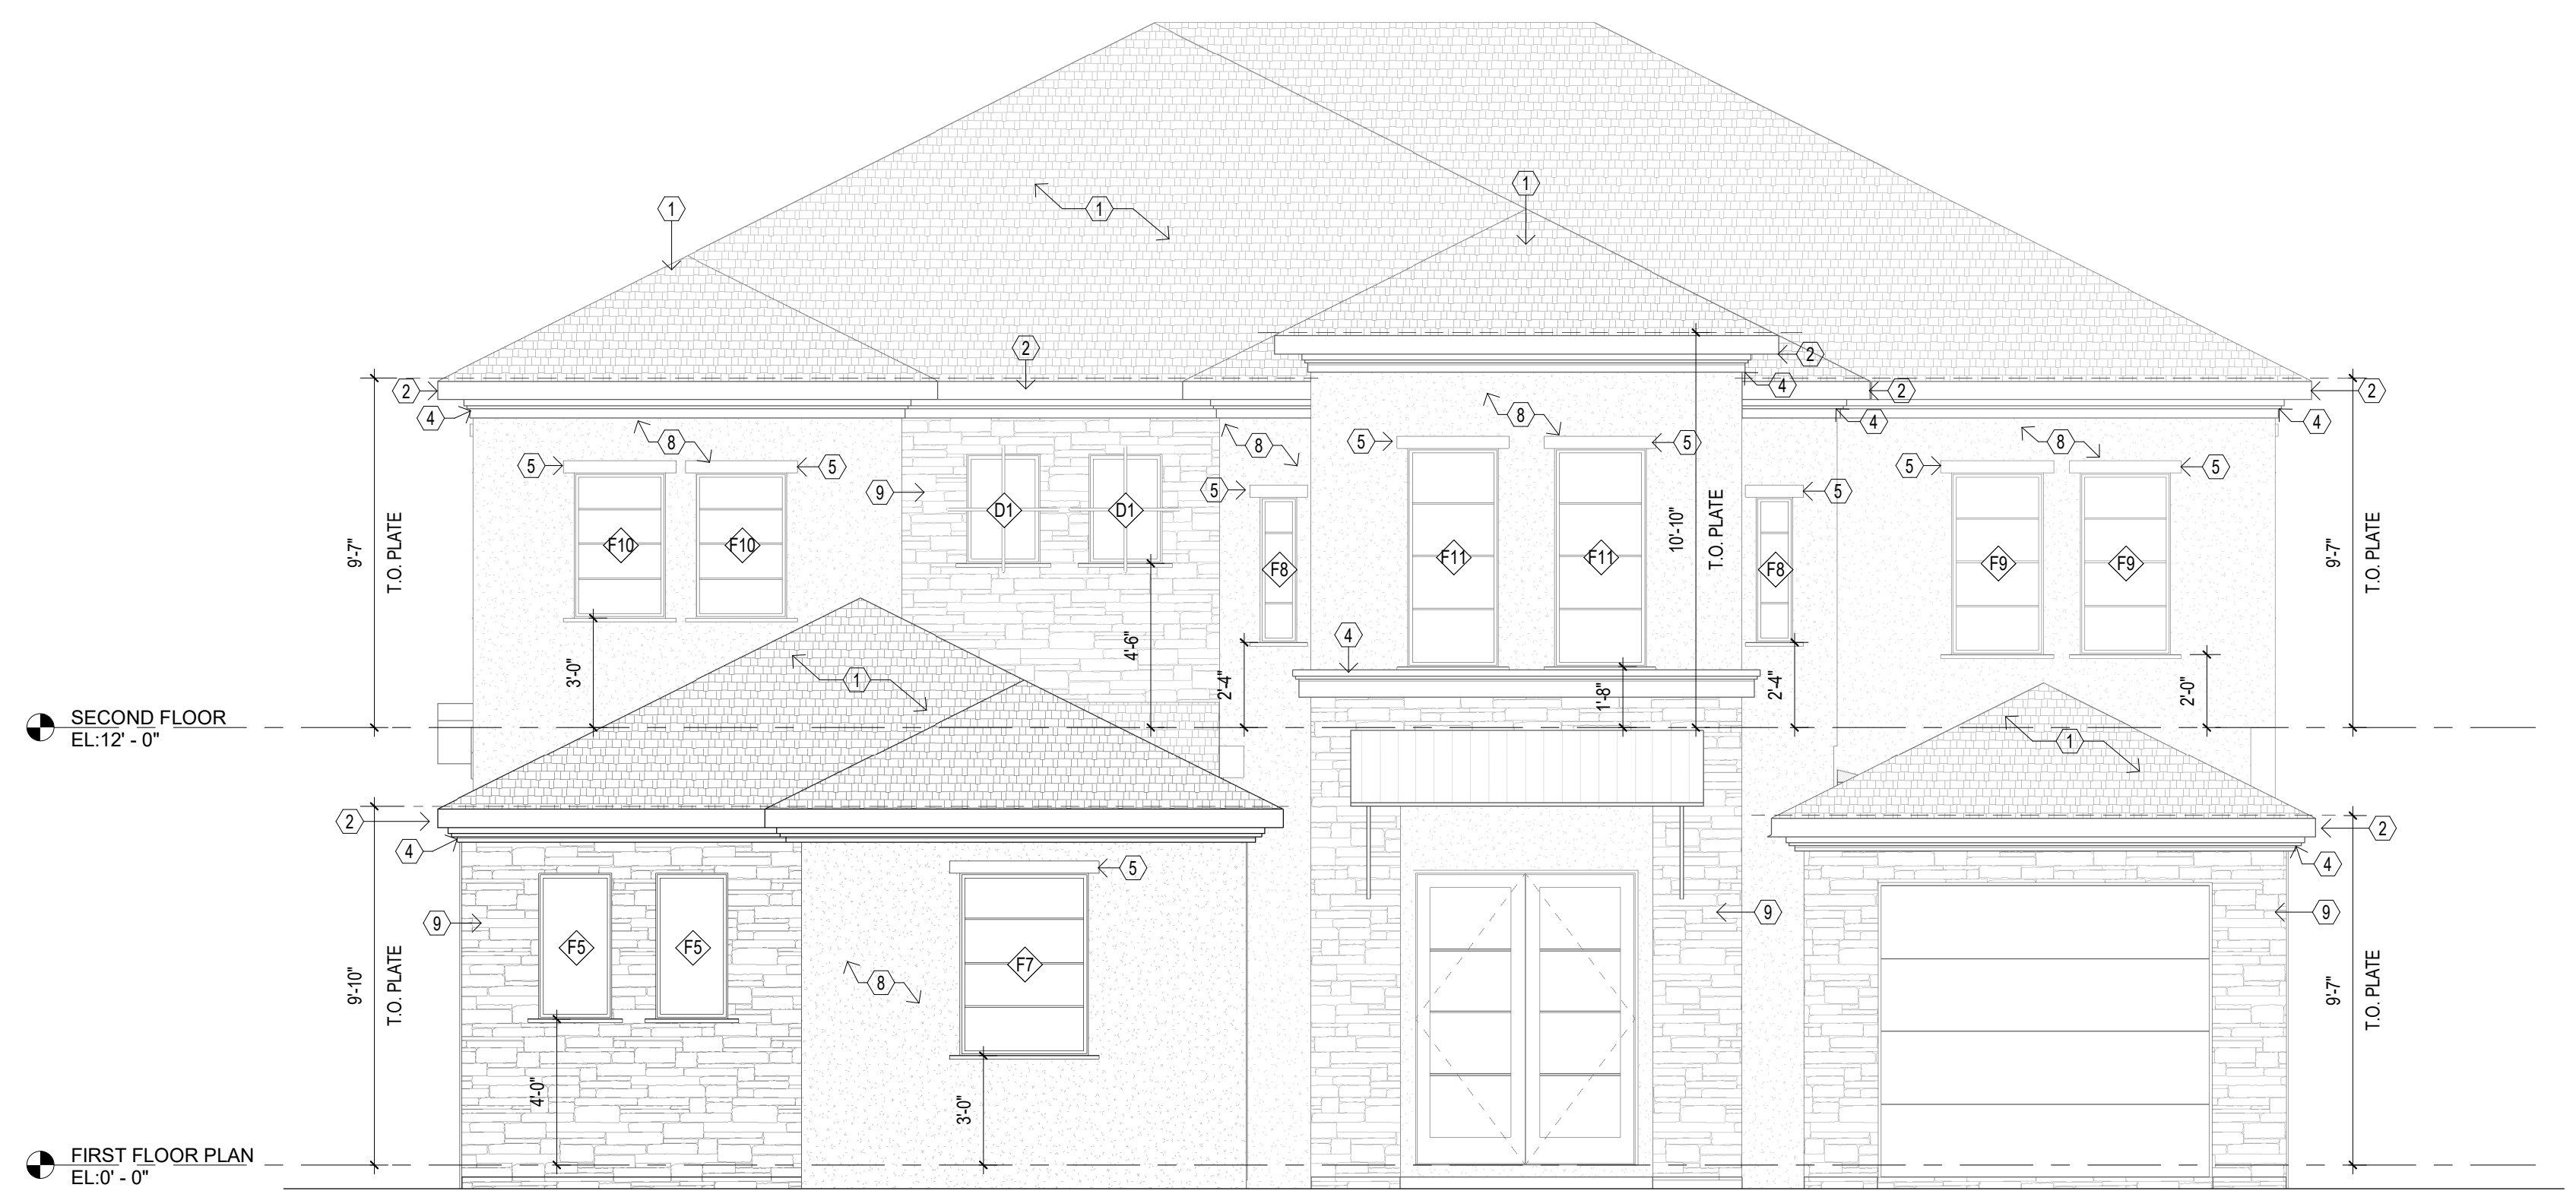 1
1
1
2
2
2
4
2
2
4
4
4
8
8
8
8
5
5
5
5
5
5
5
5
9
D1
D1
F10
F10
F8
F11
F11
F8
F9
F9
9'-7"
T.O. PLATE
10'-10"
T.O. PLATE
9'-7"
T.O. PLATE
3'-0"
4'-6"
2'-4"
4
1'-8"
2'-4"
2'-0"
1
1
SECOND FLOOR
EL:12' - 0"
2
4
2
4
5
9
F5
F5
F7
8
9
9
9'-10"
T.O. PLATE
9'-7"
T.O. PLATE
4'-0"
3'-0"
FIRST FLOOR PLAN
EL:0' - 0"